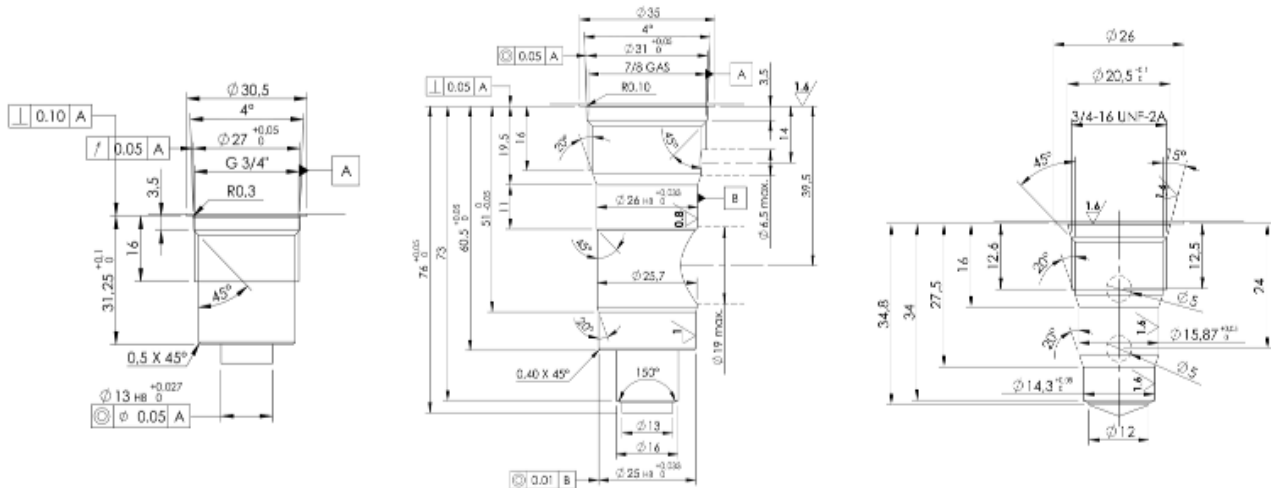 Ø30,5
4°
⊥ 0.10 A
Ø27 +0.05 0
↗ 0.05 A
G 3/4"
A
3,5
R0.3
31,25 +0.1 0
16
45°
0,5 X 45°
Ø13 H8 +0.027 0
◎ Ø 0.05 A
Ø35
4°
Ø31 +0.05 0
◎ 0.05 A
7/8 GAS
A
⊥ 0.05 A
R0.10
3.5
1.6
19,5
16
20°
45°
14
39,5
11
Ø26 H8 +0.033 0
B
0.8
Ø6,5 max.
76 +0.05 0
73
60.5 +0.05 0
51 0 -0.05
45°
Ø25,7
20°
1
Ø19 max.
0,40 X 45°
150°
Ø13
Ø16
◎ 0.01 B
Ø25 H8 +0.033 0
Ø26
Ø20,5
3/4-16 UNF-2A
45°
15°
1.6
1.6
34,8
34
27,5
16
12,6
20°
12,5
24
Ø5
1.6
Ø15,87
20°
Ø5
Ø14,3
1.6
Ø12